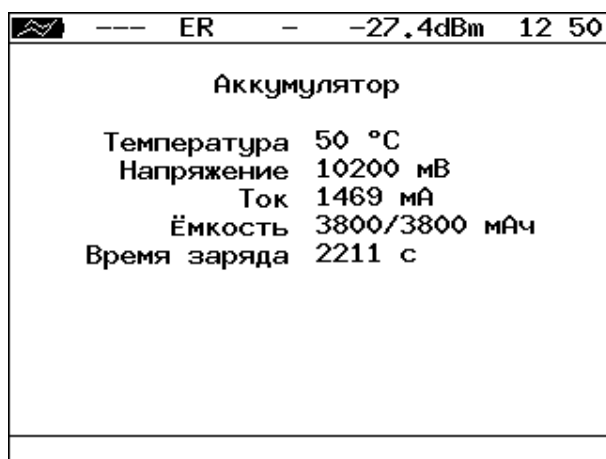 --- ER - -27.4dBm 12 50
Аккумулятор
Температура 50 °C
Напряжение 10200 мВ
Ток 1469 мА
Ёмкость 3800/3800 мАч
Время заряда 2211 с